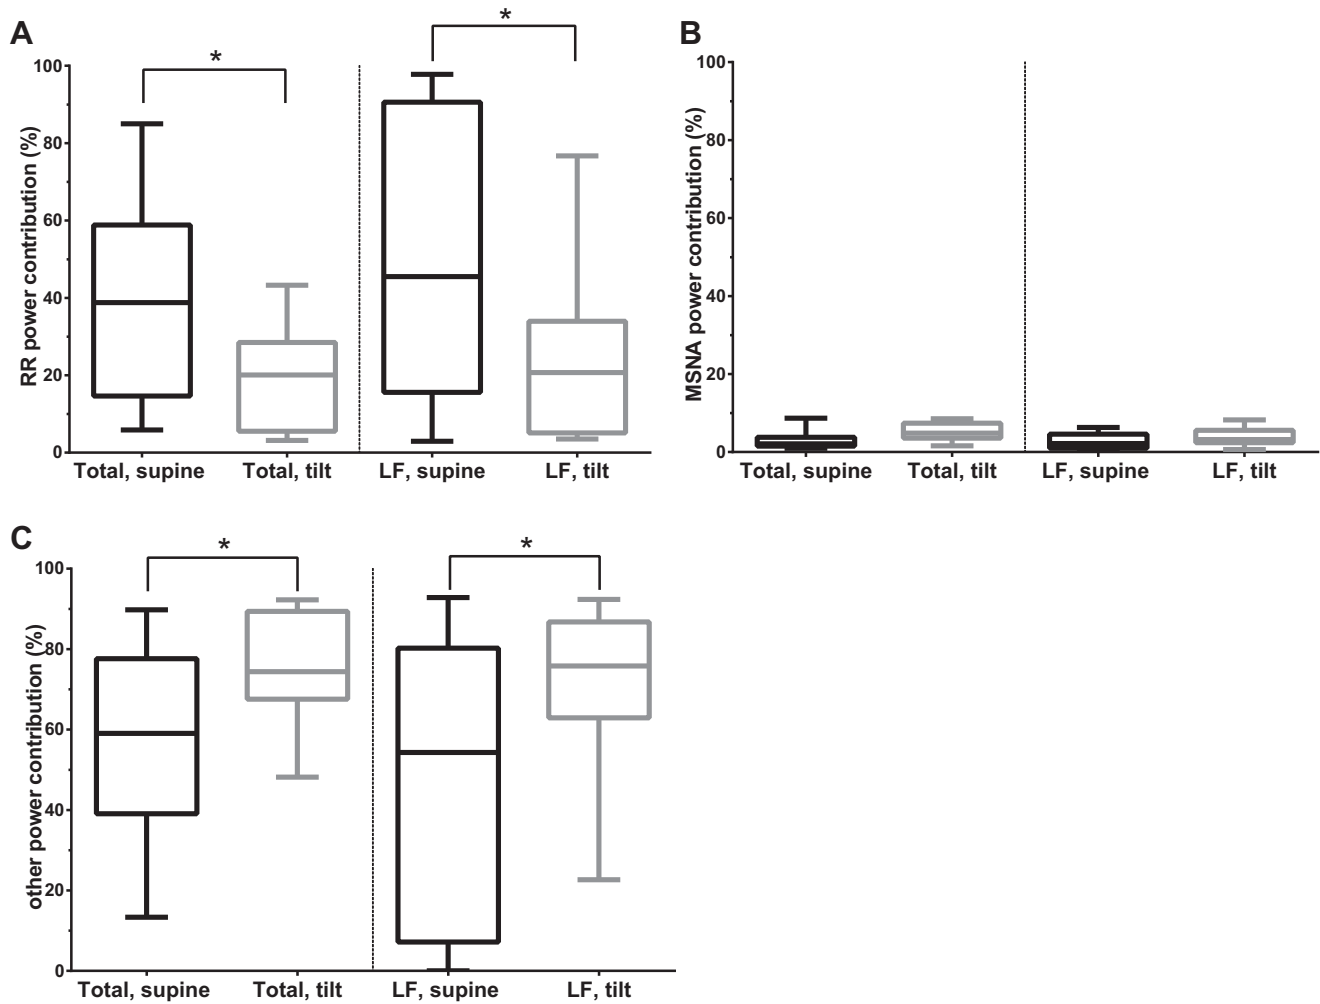 A
*
*
RR power contribution (%)
100
80
60
40
20
0
Total, supine
Total, tilt
LF, supine
LF, tilt
B
MSNA power contribution (%)
100
80
60
40
20
0
Total, supine
Total, tilt
LF, supine
LF, tilt
C
*
*
other power contribution (%)
100
80
60
40
20
0
Total, supine
Total, tilt
LF, supine
LF, tilt